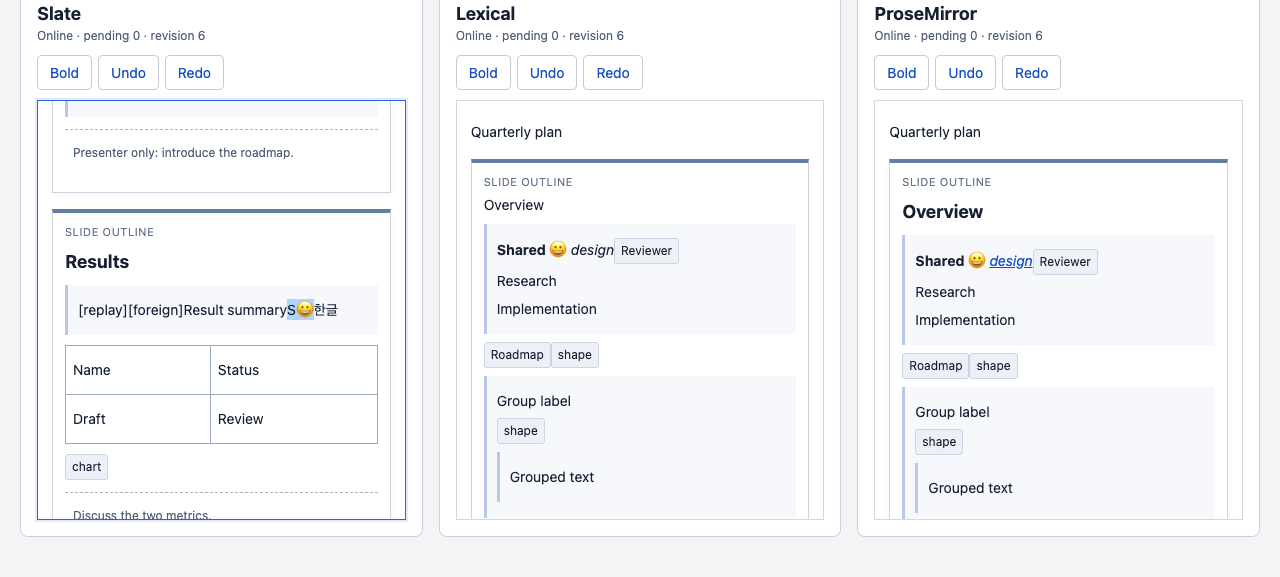 Slate
Online · pending 0 · revision 6
Bold Undo Redo
Presenter only: introduce the roadmap.
SLIDE OUTLINE
Results
[replay][foreign]Result summaryS😀한글
Name Status
Draft Review
chart
Discuss the two metrics.
Lexical
Online · pending 0 · revision 6
Bold Undo Redo
Quarterly plan
SLIDE OUTLINE
Overview
Shared 😀 design Reviewer
Research
Implementation
Roadmap shape
Group label
shape
Grouped text
ProseMirror
Online · pending 0 · revision 6
Bold Undo Redo
Quarterly plan
SLIDE OUTLINE
Overview
Shared 😀 design Reviewer
Research
Implementation
Roadmap shape
Group label
shape
Grouped text